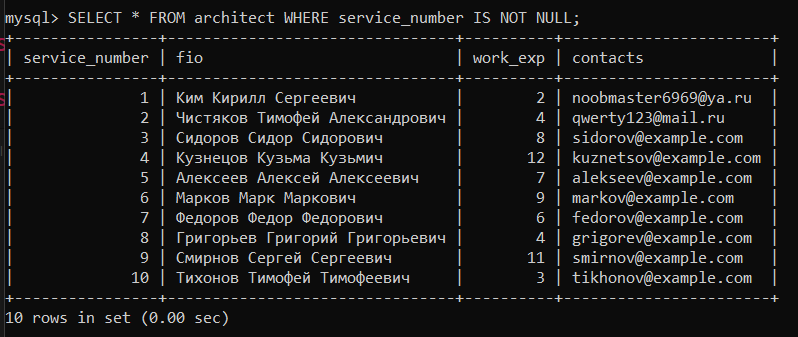 mysql> SELECT * FROM architect WHERE service_number IS NOT NULL;
+----------------+------------------------------+----------+------------------------+
| service_number | fio                          | work_exp | contacts               |
+----------------+------------------------------+----------+------------------------+
|              1 | Ким Кирилл Сергеевич         |        2 | noobmaster6969@ya.ru   |
|              2 | Чистяков Тимофей Александрович |        4 | qwerty123@mail.ru      |
|              3 | Сидоров Сидор Сидорович      |        8 | sidorov@example.com    |
|              4 | Кузнецов Кузьма Кузьмич      |       12 | kuznetsov@example.com  |
|              5 | Алексеев Алексей Алексеевич  |        7 | alekseev@example.com   |
|              6 | Марков Марк Маркович         |        9 | markov@example.com     |
|              7 | Федоров Федор Федорович      |        6 | fedorov@example.com    |
|              8 | Григорьев Григорий Григорьевич |        4 | grigorev@example.com   |
|              9 | Смирнов Сергей Сергеевич     |       11 | smirnov@example.com    |
|             10 | Тихонов Тимофей Тимофеевич   |        3 | tikhonov@example.com   |
+----------------+------------------------------+----------+------------------------+
10 rows in set (0.00 sec)